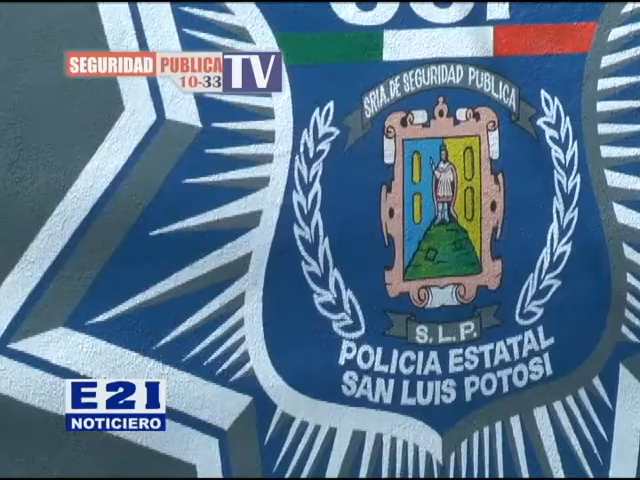 SEGURIDAD PUBLICA
10-33 TV
SRIA. DE SEGURIDAD PUBLICA
S.L.P.
POLICIA ESTATAL
SAN LUIS POTOSI
E21
NOTICIERO